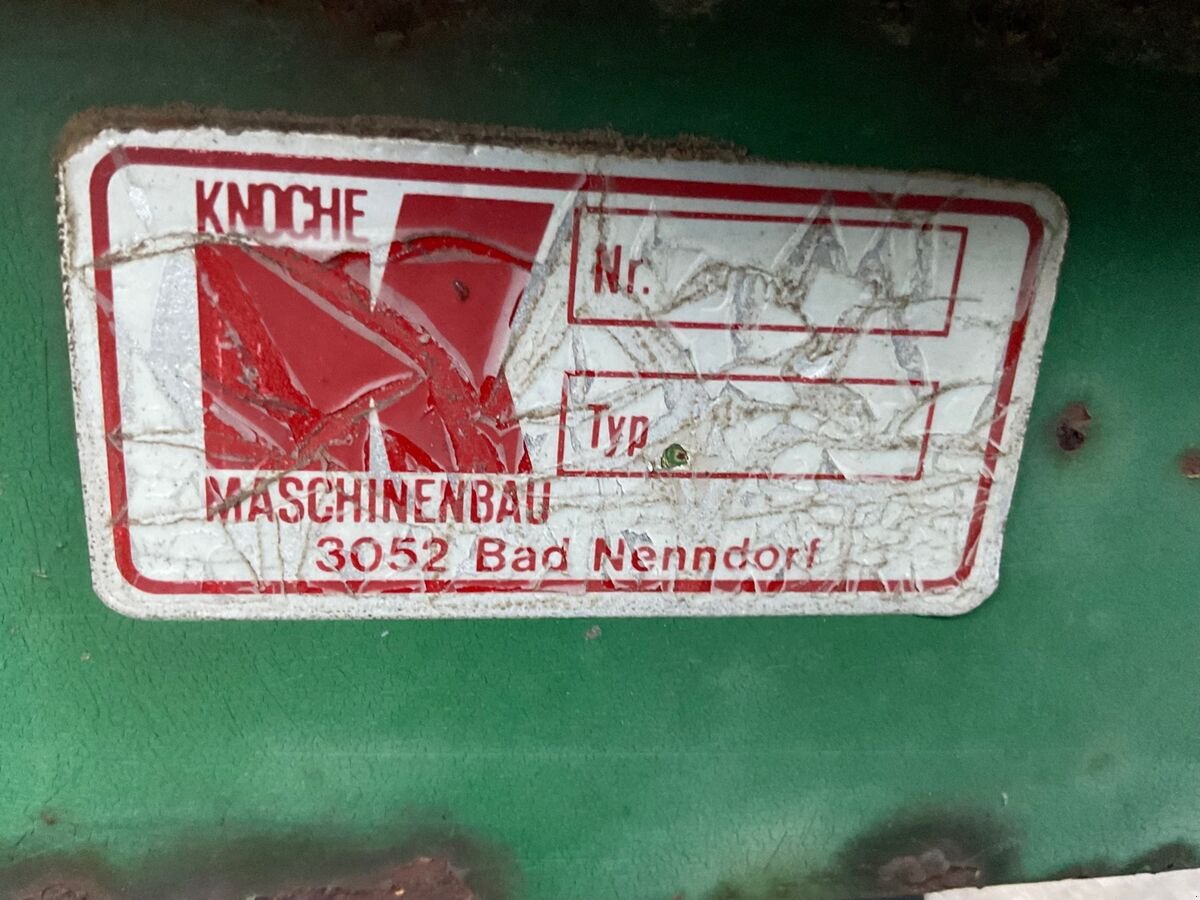 KNOCHE
Nr.
Typ
MASCHINENBAU
3052 Bad Nenndorf